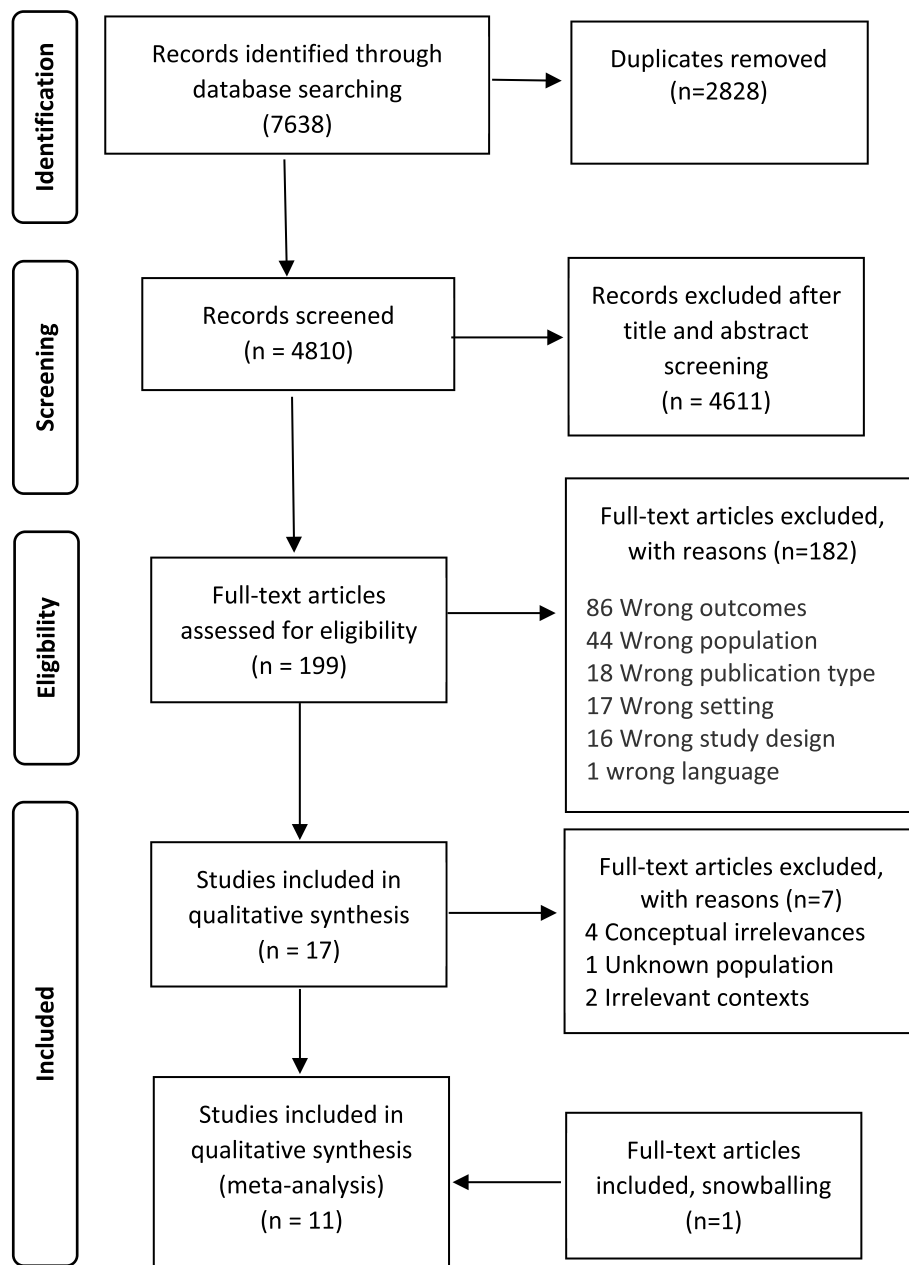 Identification
Records identified through
database searching
(7638)
Duplicates removed
(n=2828)
Screening
Records screened
(n = 4810)
Records excluded after
title and abstract
screening
(n = 4611)
Eligibility
Full-text articles
assessed for eligibility
(n = 199)
Full-text articles excluded,
with reasons (n=182)
86 Wrong outcomes
44 Wrong population
18 Wrong publication type
17 Wrong setting
16 Wrong study design
1 wrong language
Included
Studies included in
qualitative synthesis
(n = 17)
Full-text articles excluded,
with reasons (n=7)
4 Conceptual irrelevances
1 Unknown population
2 Irrelevant contexts
Studies included in
qualitative synthesis
(meta-analysis)
(n = 11)
Full-text articles
included, snowballing
(n=1)